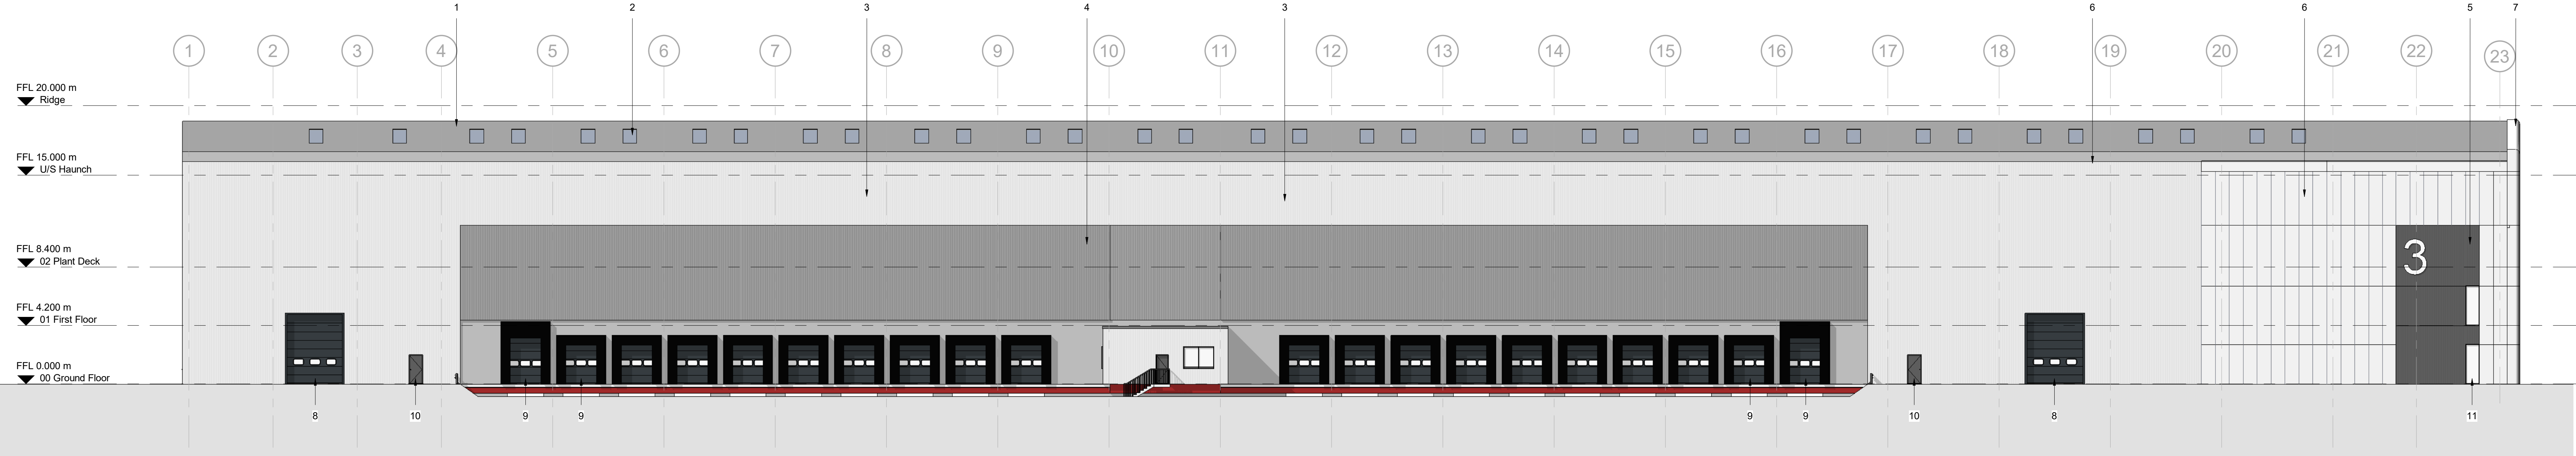 1 2 3 4 3 6 6 5 7
1 2 3 4 5 6 7 8 9 10 11 12 13 14 15 16 17 18 19 20 21 22 23
FFL 20.000 m
Ridge
FFL 15.000 m
U/S Haunch
FFL 8.400 m
02 Plant Deck
3
FFL 4.200 m
01 First Floor
FFL 0.000 m
00 Ground Floor
8 10 9 9 9 9 10 8 11